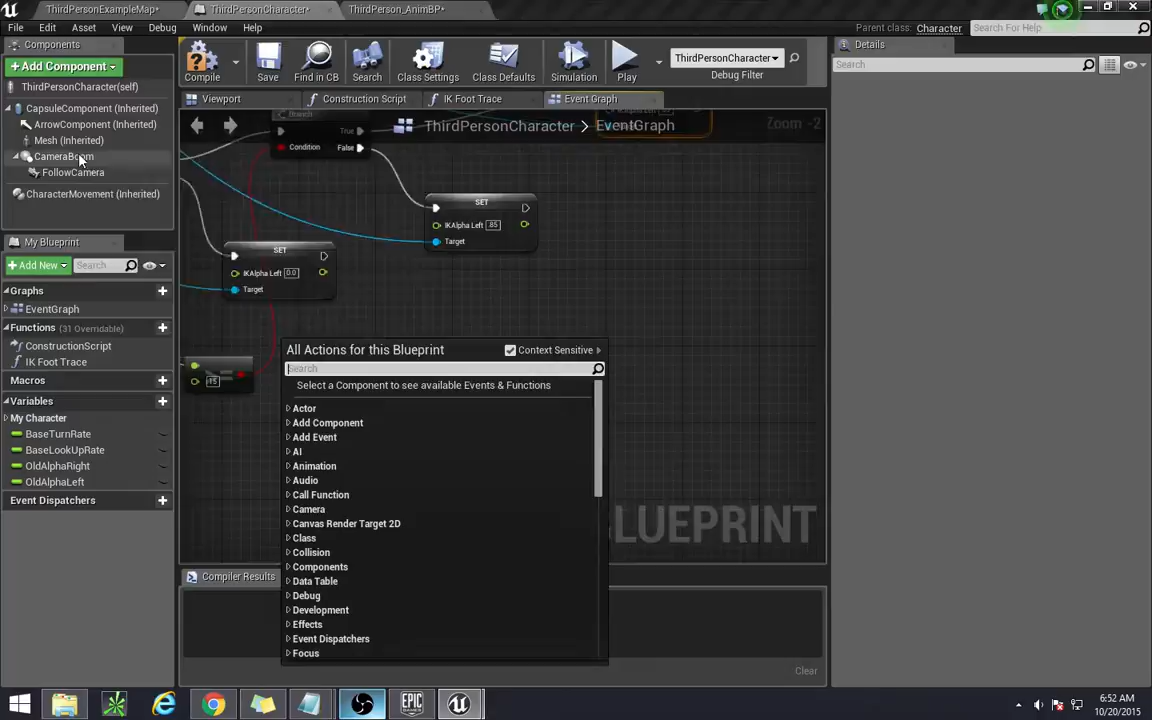 ThirdPersonExampleMap*
ThirdPersonCharacter*
ThirdPerson_AnimBP*
File Edit Asset View Debug Window Help
Parent class: Character
Search For Help
Components
+Add Component
ThirdPersonCharacter(self)
CapsuleComponent (Inherited)
ArrowComponent (Inherited)
Mesh (Inherited)
CameraBoom
FollowCamera
CharacterMovement (Inherited)
Compile
Save
Find in CB
Search
Class Settings
Class Defaults
Simulation
Play
ThirdPersonCharacter
Debug Filter
Details
Search
Viewport
Construction Script
IK Foot Trace
Event Graph
ThirdPersonCharacter > EventGraph
Zoom -2
Branch
True
Condition
False
SET
IKAlpha Left .85
Target
SET
IKAlpha Left 0.0
Target
My Blueprint
+Add New
Search
Graphs
EventGraph
Functions (31 Overridable)
ConstructionScript
IK Foot Trace
Macros
Variables
My Character
BaseTurnRate
BaseLookUpRate
OldAlphaRight
OldAlphaLeft
Event Dispatchers
All Actions for this Blueprint
Context Sensitive
Search
Select a Component to see available Events & Functions
Actor
Add Component
Add Event
AI
Animation
Audio
Call Function
Camera
Canvas Render Target 2D
Class
Collision
Components
Data Table
Debug
Development
Effects
Event Dispatchers
Focus
BLUEPRINT
Compiler Results
Clear
EPIC GAMES
6:52 AM
10/20/2015